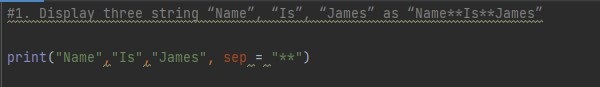 #1. Display three string “Name”, “Is”, “James” as “Name**Is**James”
print("Name","Is","James", sep = "**")